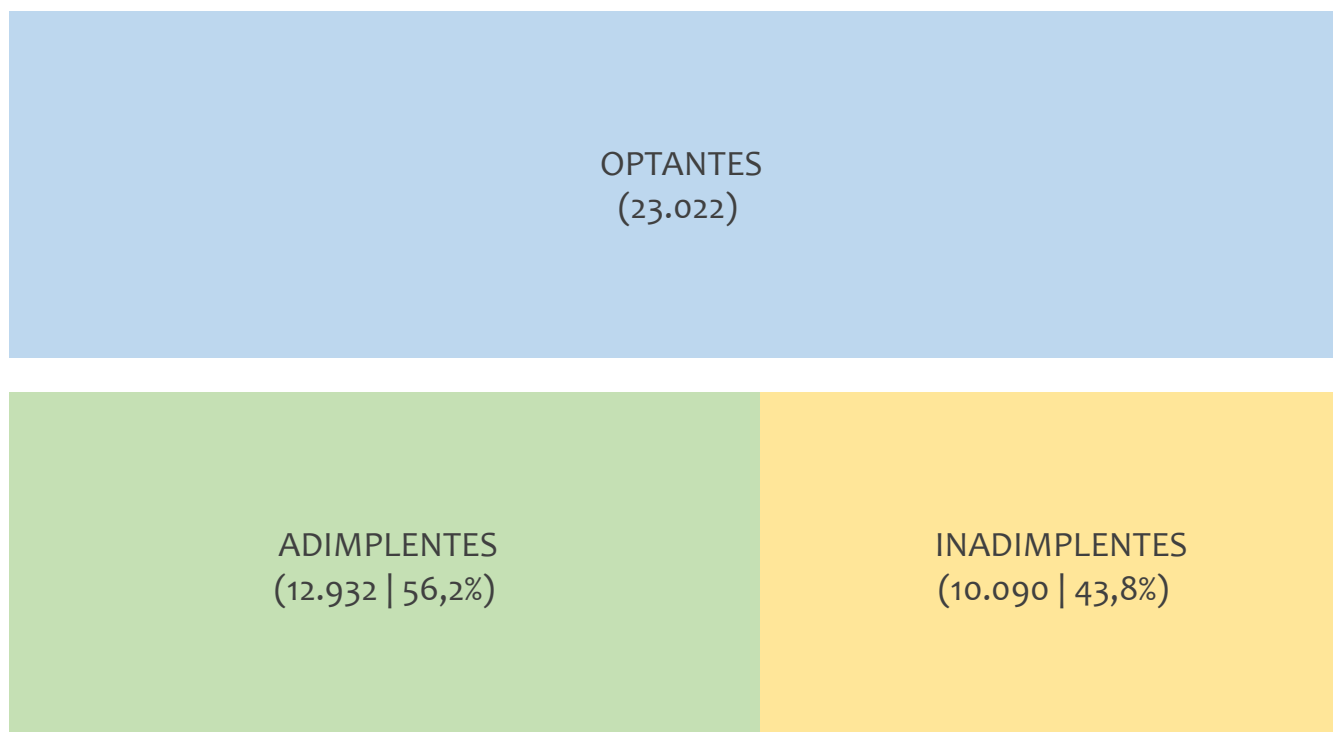 OPTANTES
(23.022)
ADIMPLENTES
(12.932 | 56,2%)
INADIMPLENTES
(10.090 | 43,8%)